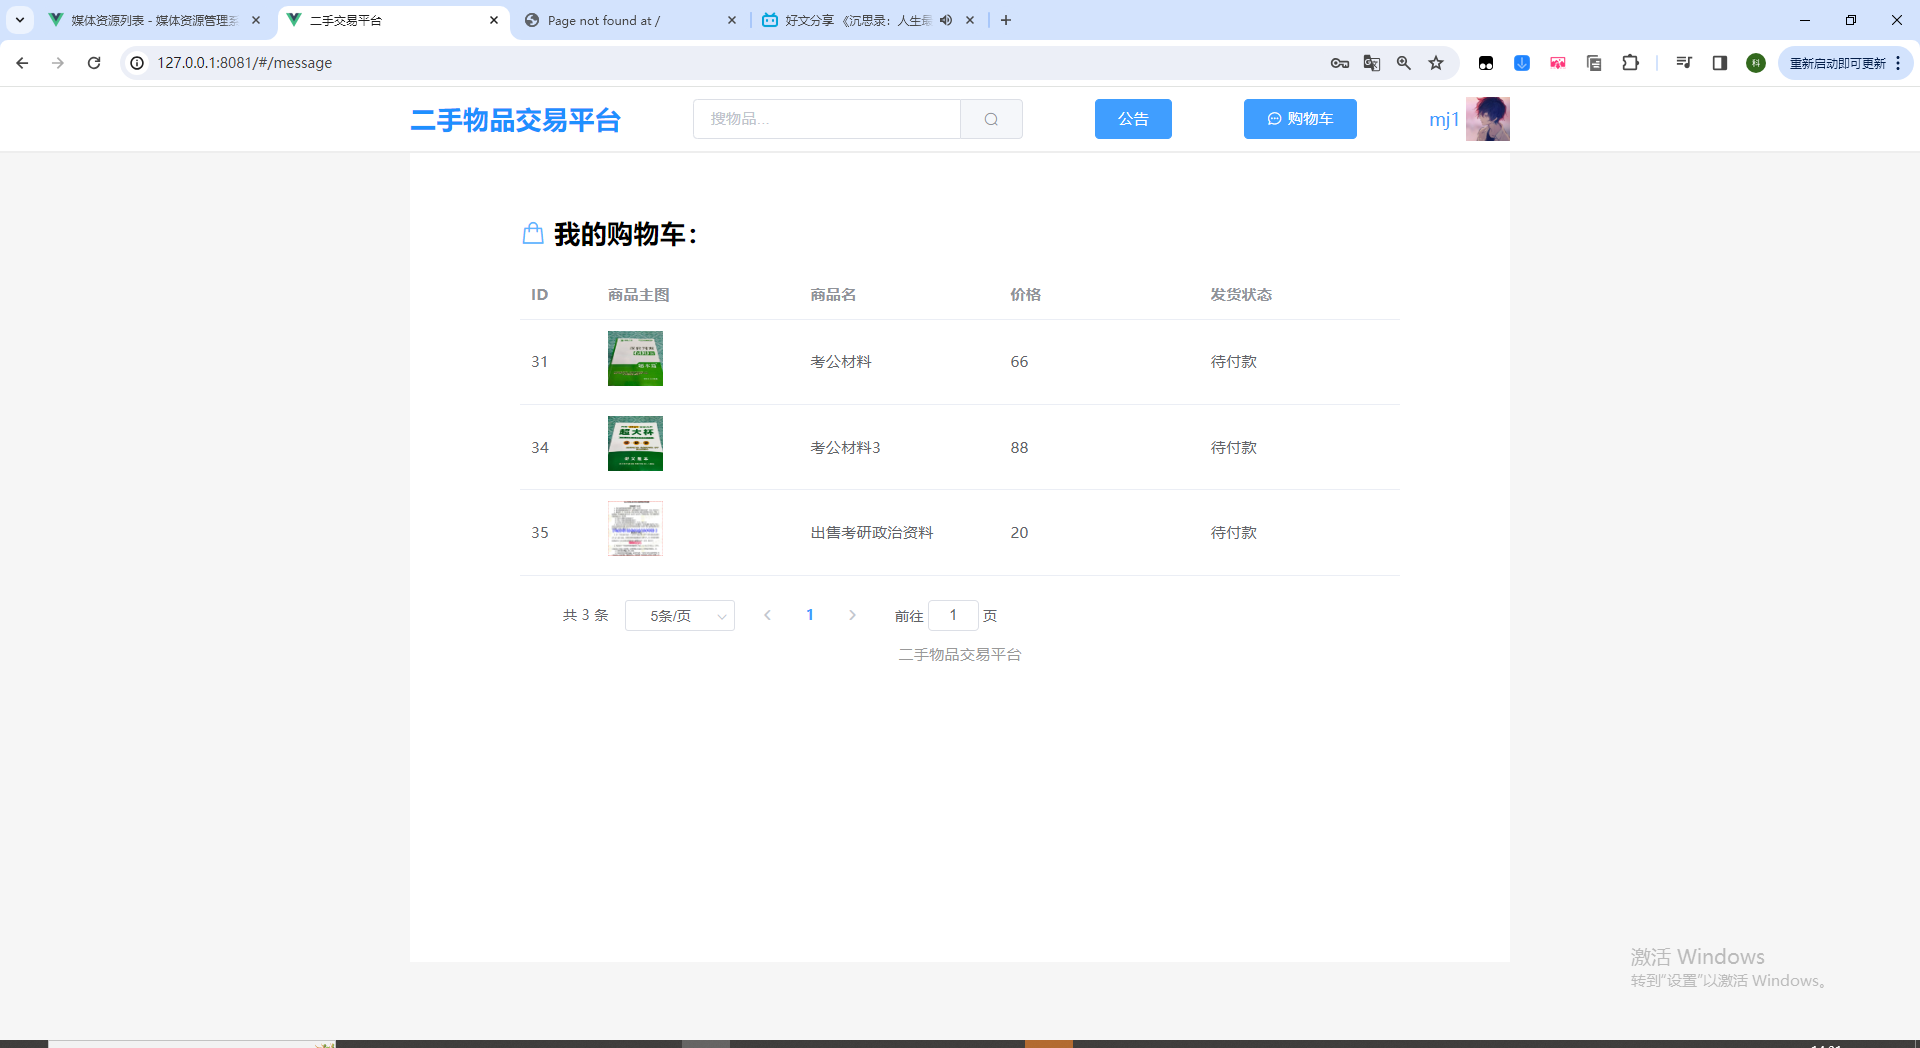 媒体资源列表 - 媒体资源管理系
二手交易平台
Page not found at /
好文分享 《沉思录：人生最
127.0.0.1:8081/#/message
科
重新启动即可更新
二手物品交易平台
搜物品...
公告
购物车
mj1
我的购物车：
ID 商品主图 商品名 价格 发货状态
31 考公材料 66 待付款
超大杯
34 考公材料3 88 待付款
35 出售考研政治资料 20 待付款
共 3 条 5条/页 1 前往 1 页
二手物品交易平台
激活 Windows
转到"设置"以激活 Windows。